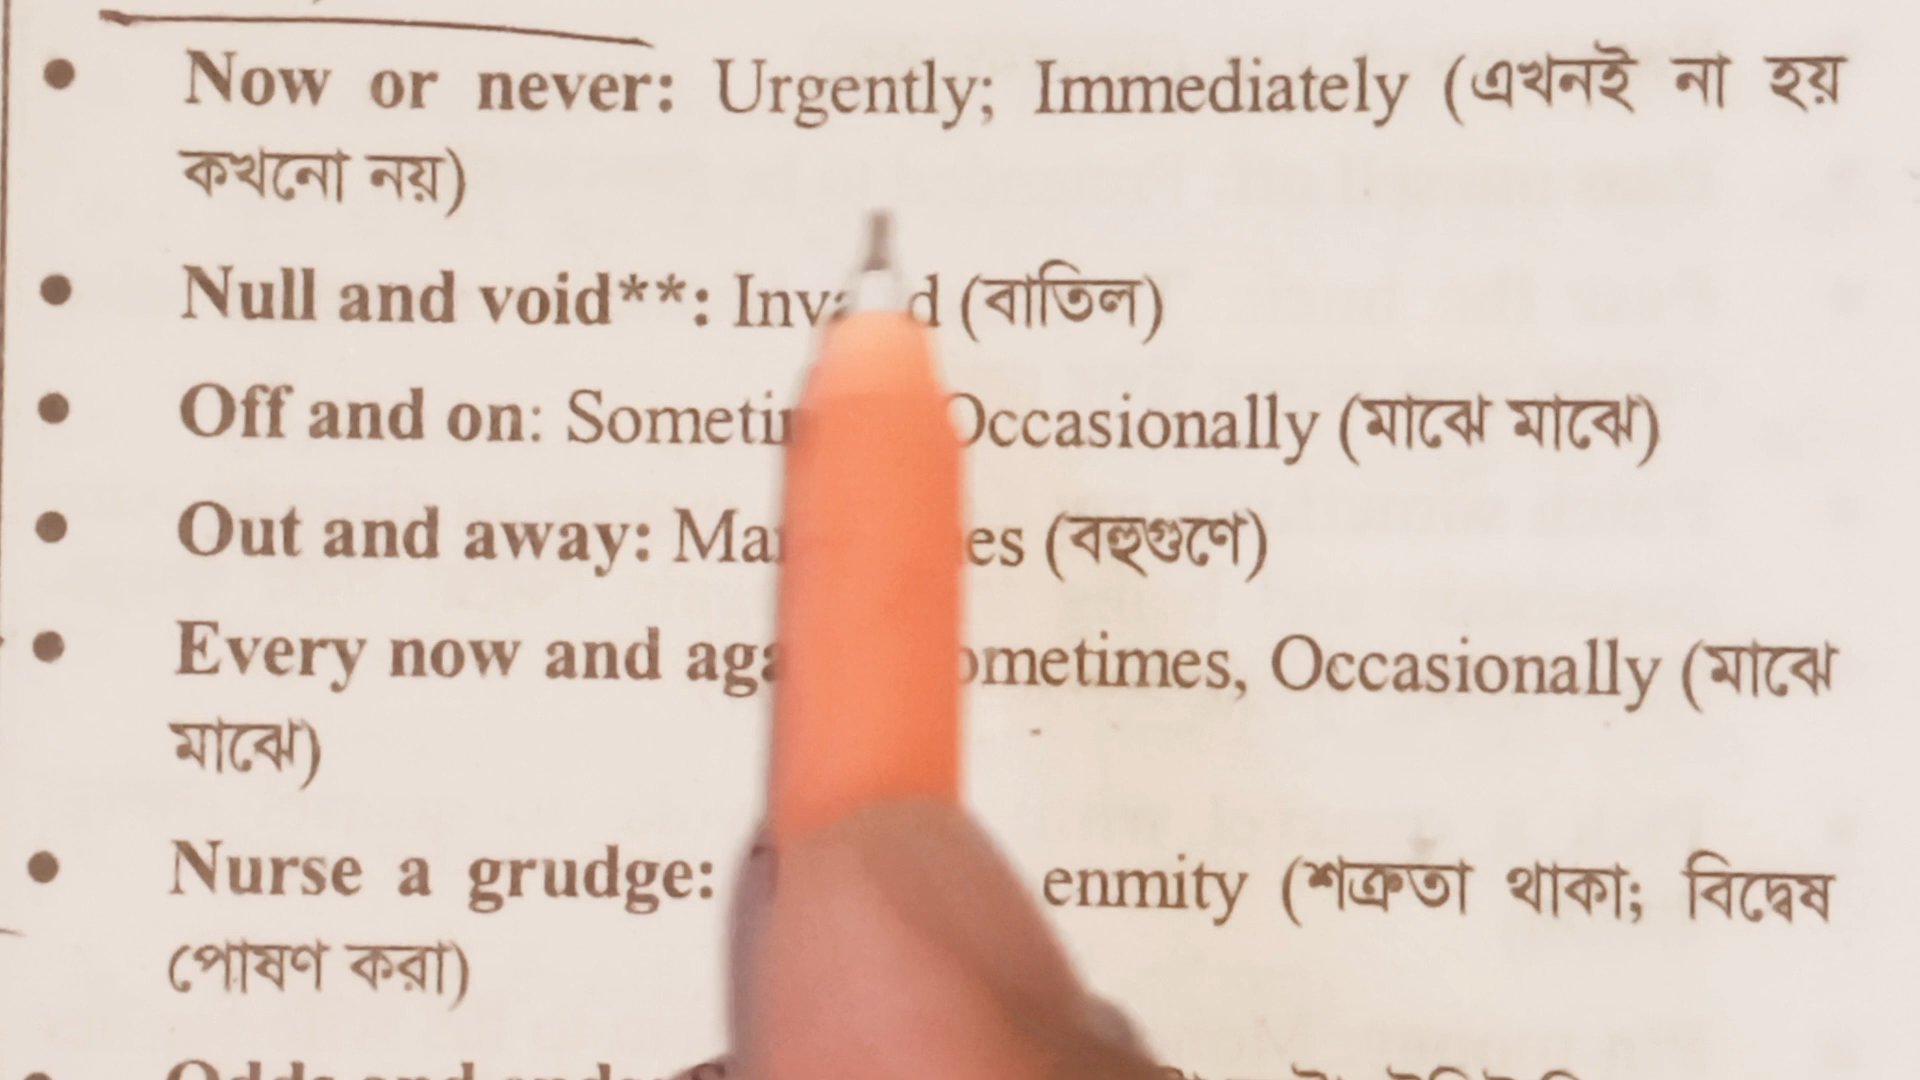 • Now or never: Urgently; Immediately (এখনই না হয়
কখনো নয়)
• Null and void**: (বাতিল)
• Off and on: Occasionally (মাঝে মাঝে)
• Out and away: (বহুগুণে)
• Every now and Occasionally (মাঝে
মাঝে)
• Nurse a grudge: enmity (শত্রুতা থাকা; বিদ্বেষ
পোষণ করা)